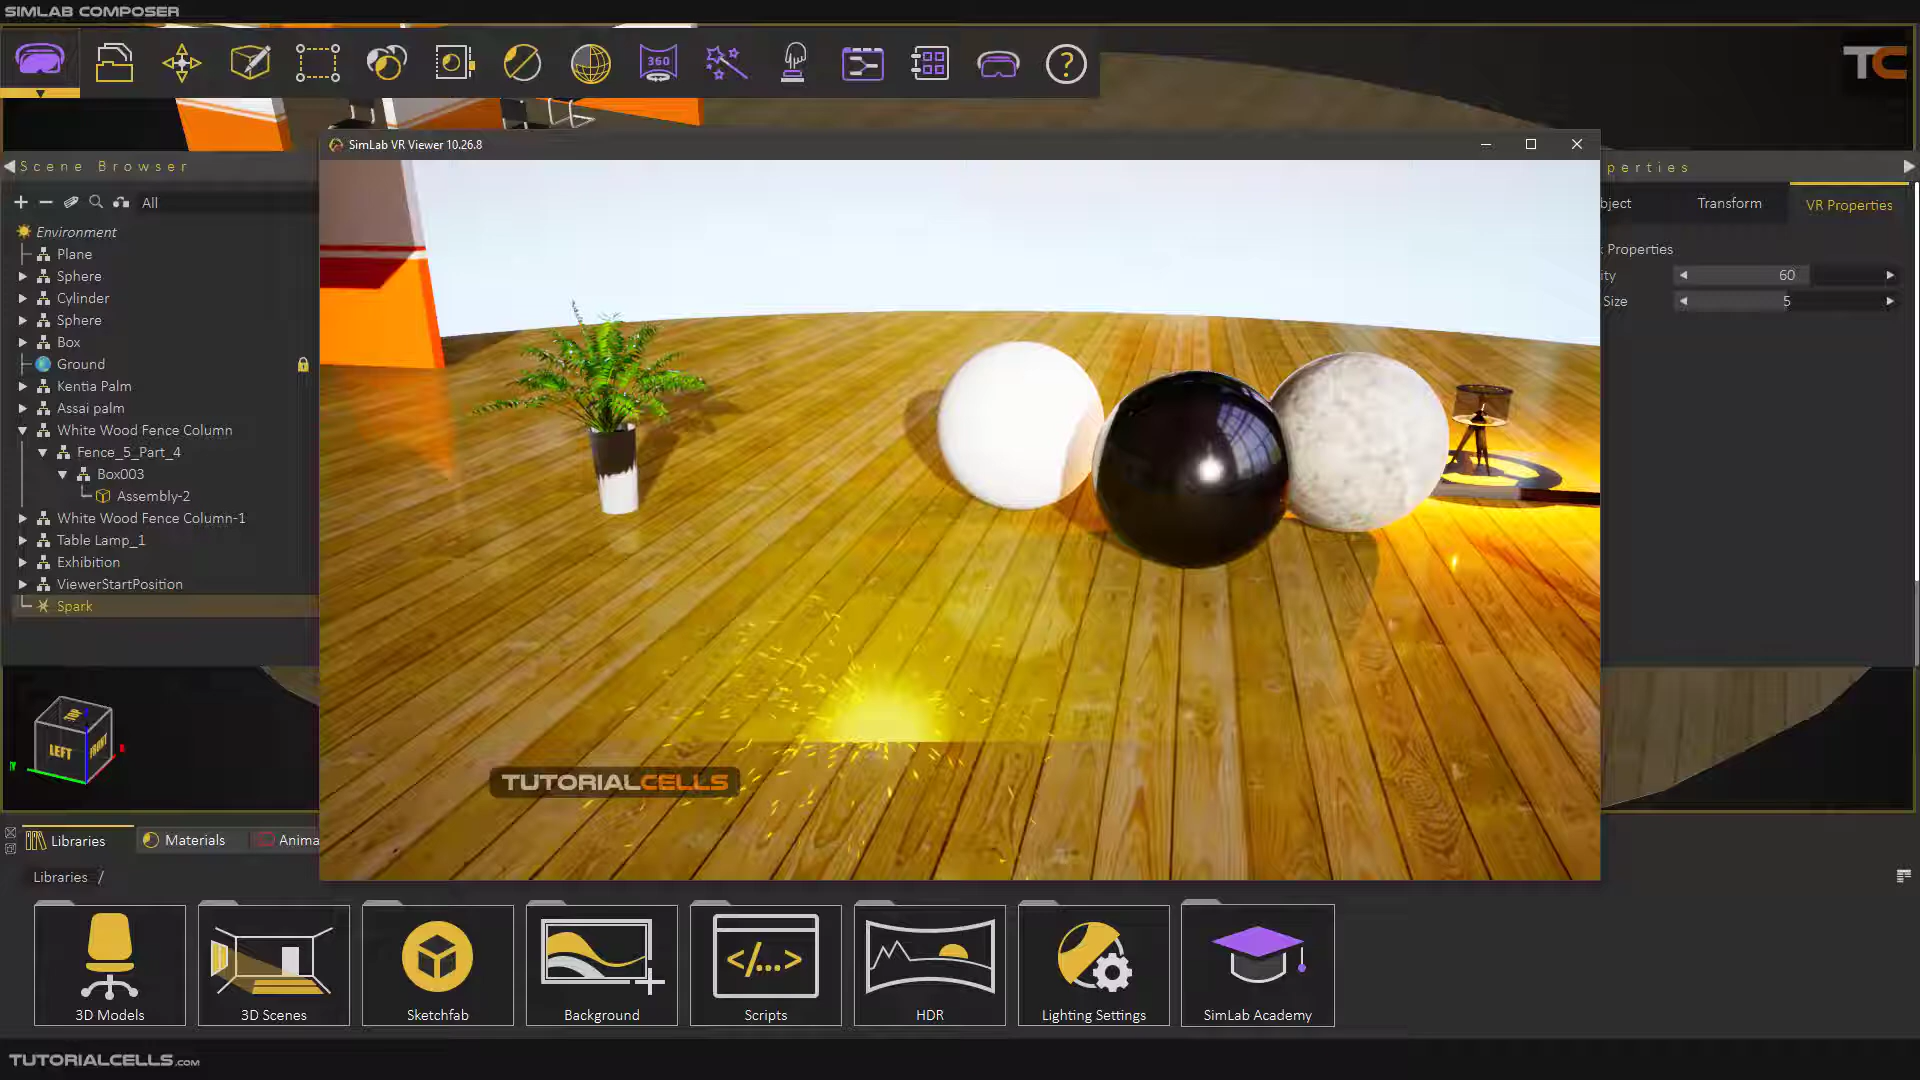 SIMLAB COMPOSER
360
?
TC
SimLab VR Viewer 10.26.8
Scene Browser
perties
All
bject
Transform
VR Properties
Environment
Plane
Sphere
Cylinder
Sphere
Box
Ground
Kentia Palm
Assai palm
White Wood Fence Column
Fence_5_Part_4
Box003
Assembly-2
White Wood Fence Column-1
Table Lamp_1
Exhibition
ViewerStartPosition
Spark
k Properties
ity
60
Size
5
TOP
LEFT
FRONT
TUTORIALCELLS
Libraries
Materials
Anima
Libraries /
3D Models
3D Scenes
Sketchfab
Background
</...>
Scripts
HDR
Lighting Settings
SimLab Academy
TUTORIALCELLS.COM